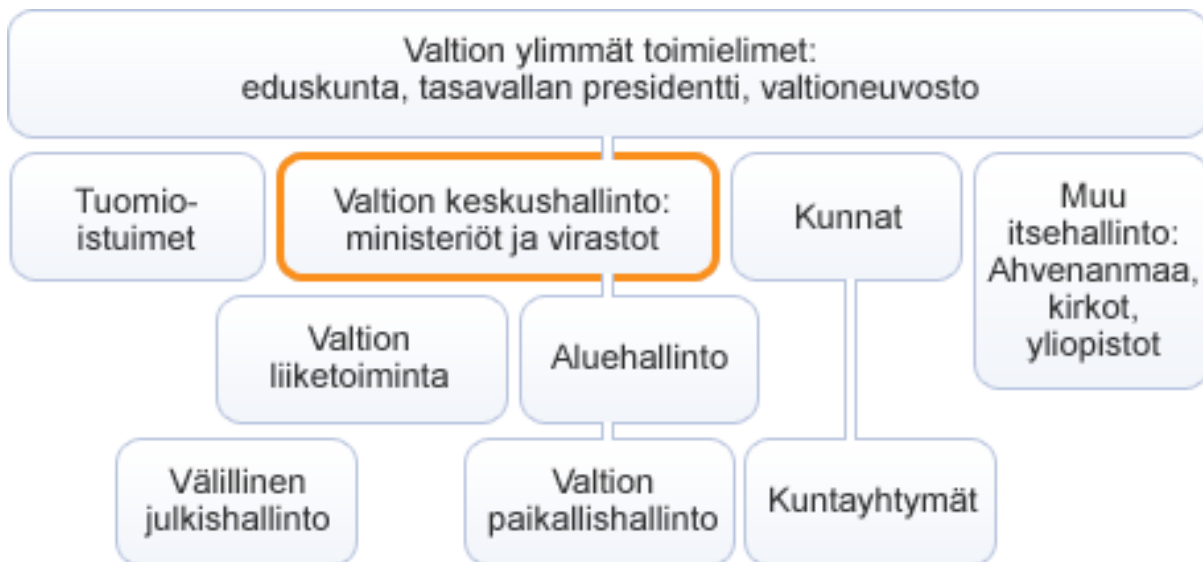 Valtion ylimmät toimielimet:
eduskunta, tasavallan presidentti, valtioneuvosto
Tuomio-
istuimet
Valtion keskushallinto:
ministeriöt ja virastot
Kunnat
Muu
itsehallinto:
Ahvenanmaa,
kirkot,
yliopistot
Valtion
liiketoiminta
Aluehallinto
Välillinen
julkishallinto
Valtion
paikallishallinto
Kuntayhtymät